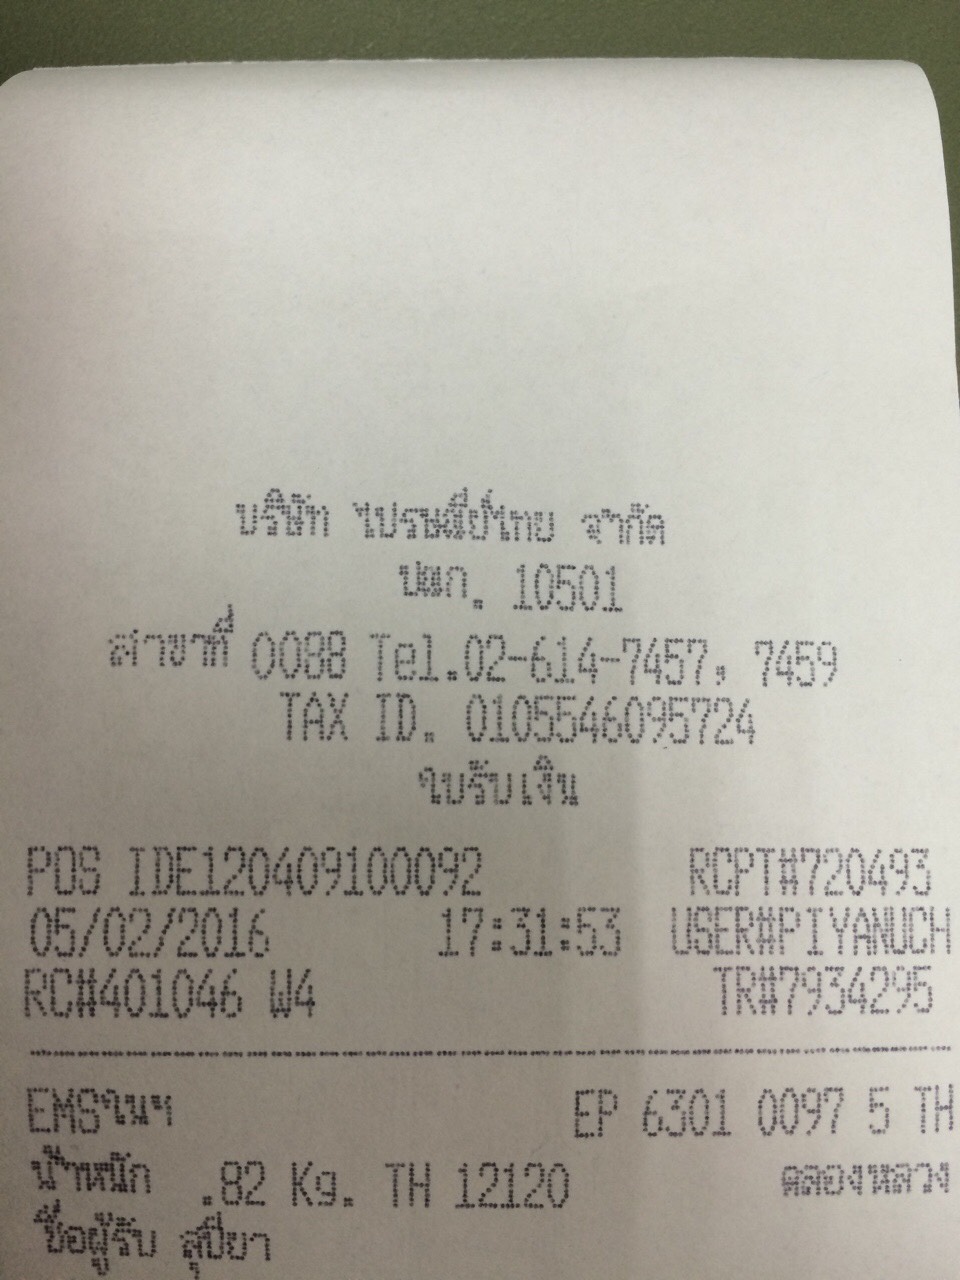 บริษัท ไปรษณีย์ไทย จำกัด
ปณก. 10501
สาขาที่ 0088 Tel.02-614-7457, 7459
TAX ID. 0105546095724
ใบรับเงิน
POS IDE120409100092 RCPT#720493
05/02/2016 17:31:53 USER#PIYANUCH
RC#401046 W4 TR#7934295
EMSในฯ EP 6301 0097 5 TH
น้ำหนัก .82 Kg. TH 12120 คลองหลวง
ชื่อผู้รับ สุปิยา